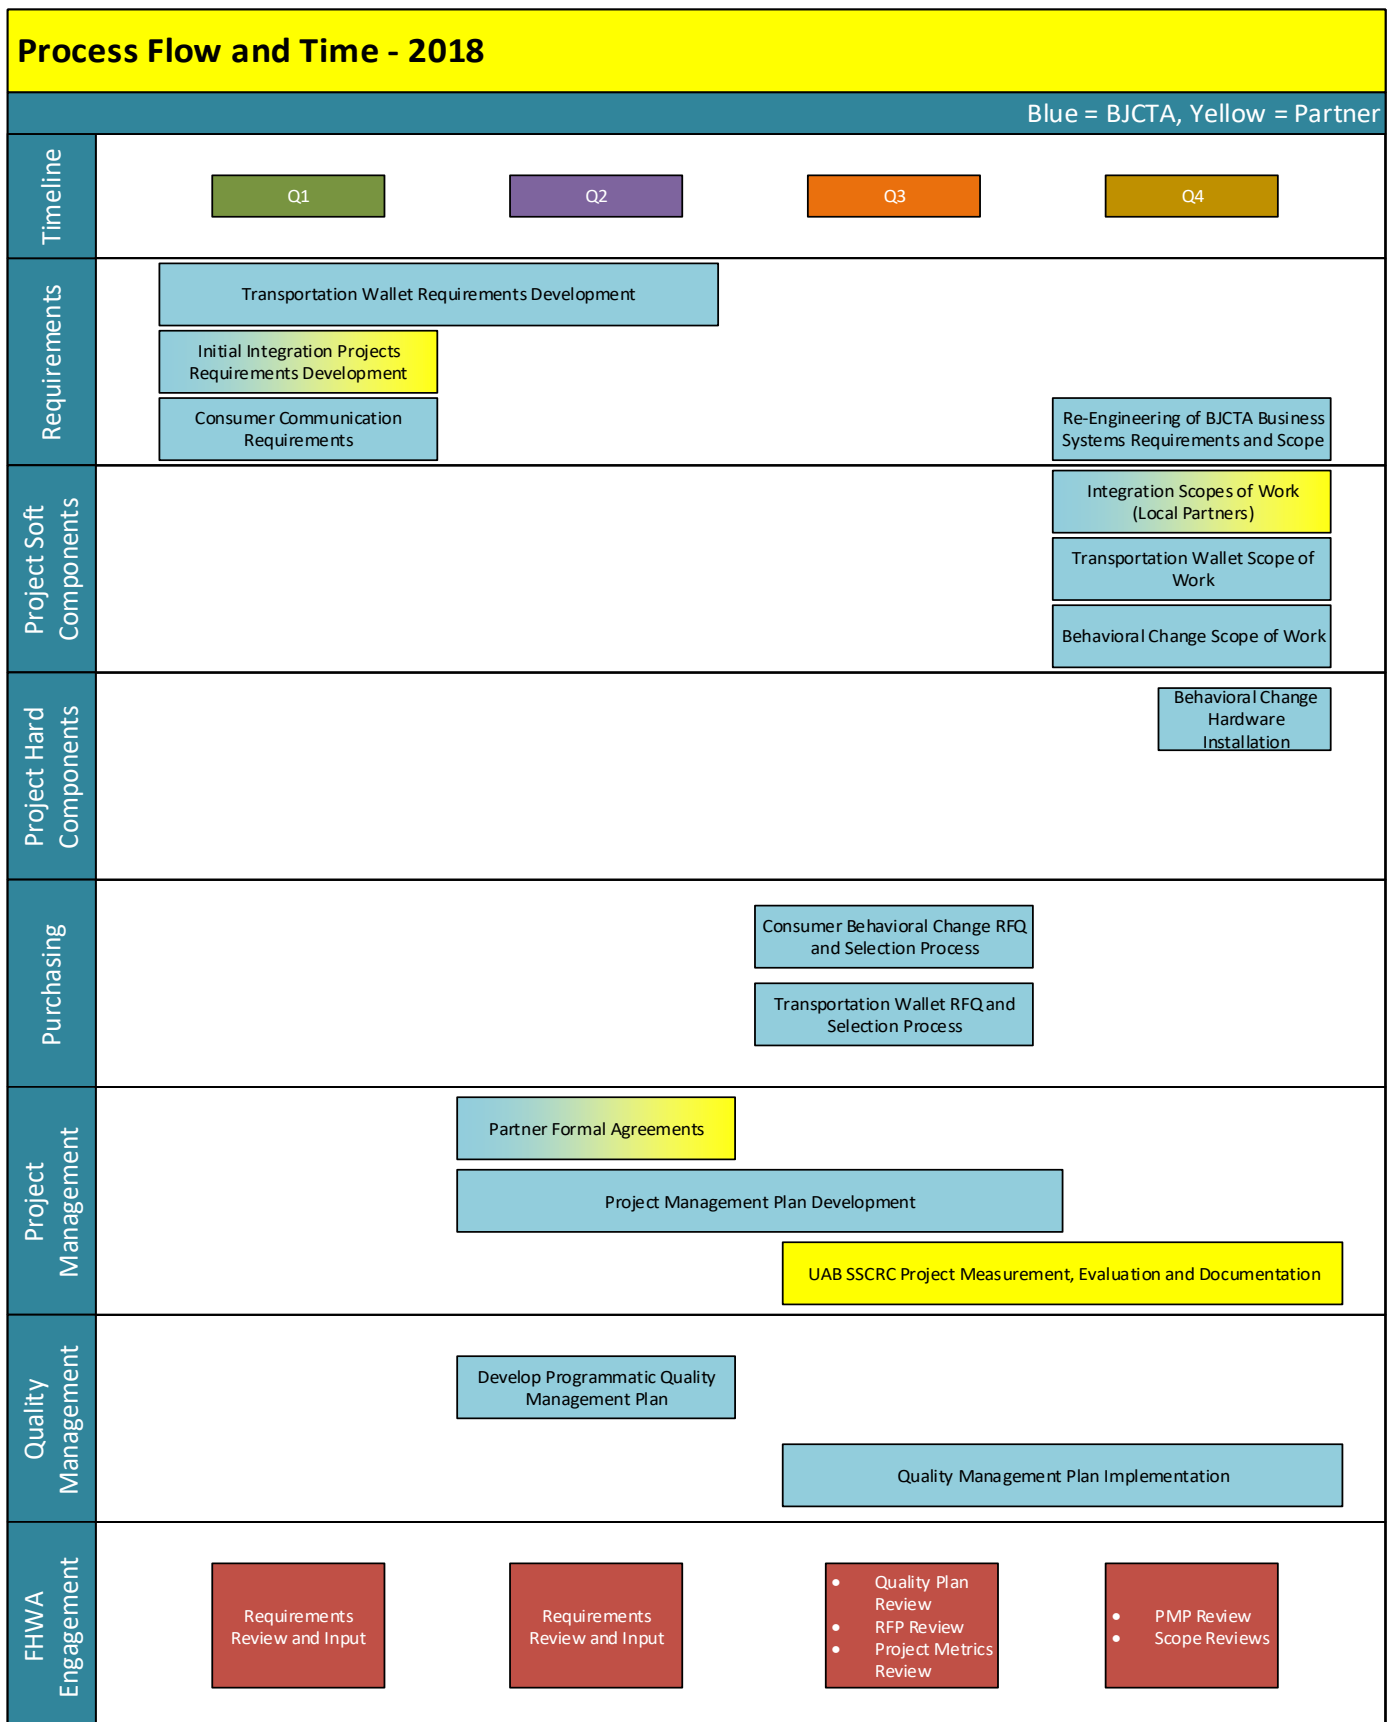 Process Flow and Time - 2018
Blue = BJCTA, Yellow = Partner
Timeline
Q1
Q2
Q3
Q4
Requirements
Transportation Wallet Requirements Development
Initial Integration Projects
Requirements Development
Consumer Communication
Requirements
Re-Engineering of BJCTA Business
Systems Requirements and Scope
Project Soft
Components
Integration Scopes of Work
(Local Partners)
Transportation Wallet Scope of
Work
Behavioral Change Scope of Work
Project Hard
Components
Behavioral Change
Hardware
Installation
Purchasing
Consumer Behavioral Change RFQ
and Selection Process
Transportation Wallet RFQ and
Selection Process
Project
Management
Partner Formal Agreements
Project Management Plan Development
UAB SSCRC Project Measurement, Evaluation and Documentation
Quality
Management
Develop Programmatic Quality
Management Plan
Quality Management Plan Implementation
FHWA
Engagement
Requirements
Review and Input
Requirements
Review and Input
• Quality Plan
Review
• RFP Review
• Project Metrics
Review
• PMP Review
• Scope Reviews